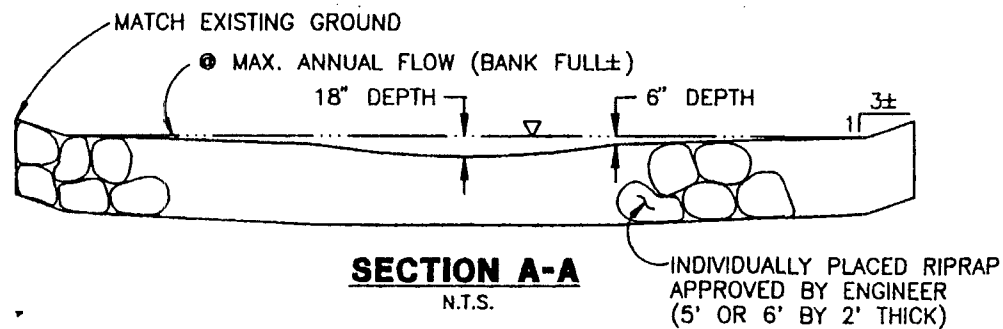 MATCH EXISTING GROUND
@ MAX. ANNUAL FLOW (BANK FULL±)
18" DEPTH
6" DEPTH
3±
1
SECTION A-A
N.T.S.
INDIVIDUALLY PLACED RIPRAP
APPROVED BY ENGINEER
(5' OR 6' BY 2' THICK)